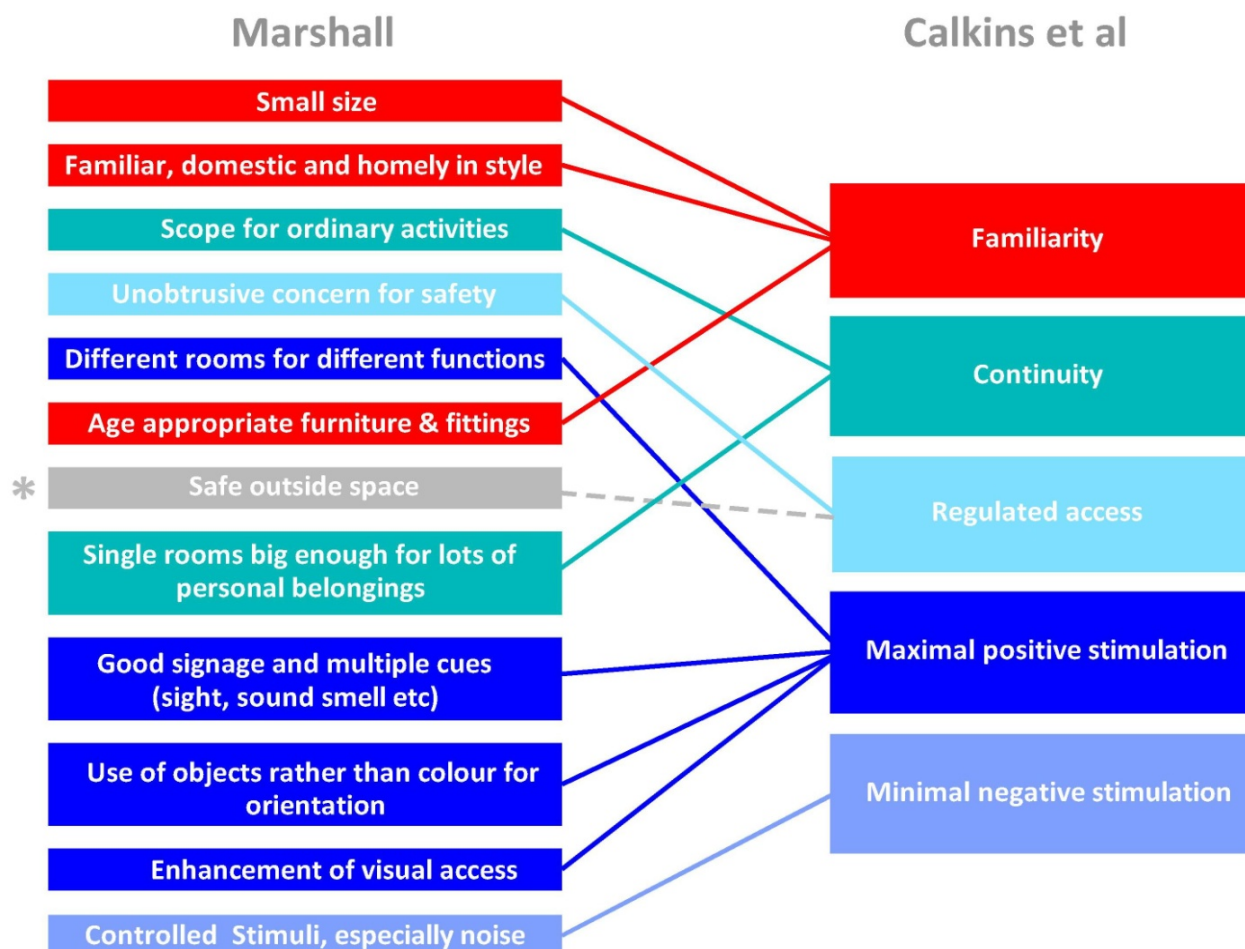 Marshall
Calkins et al
Small size
Familiar, domestic and homely in style
Scope for ordinary activities
Unobtrusive concern for safety
Different rooms for different functions
Age appropriate furniture & fittings
* Safe outside space
Single rooms big enough for lots of
personal belongings
Good signage and multiple cues
(sight, sound smell etc)
Use of objects rather than colour for
orientation
Enhancement of visual access
Controlled Stimuli, especially noise
Familiarity
Continuity
Regulated access
Maximal positive stimulation
Minimal negative stimulation